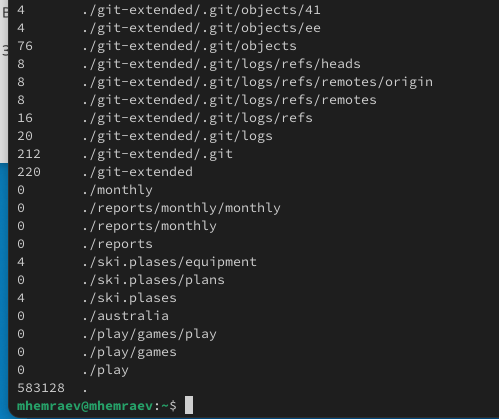 4 ./git-extended/.git/objects/41
4 ./git-extended/.git/objects/ee
76 ./git-extended/.git/objects
8 ./git-extended/.git/logs/refs/heads
8 ./git-extended/.git/logs/refs/remotes/origin
8 ./git-extended/.git/logs/refs/remotes
16 ./git-extended/.git/logs/refs
20 ./git-extended/.git/logs
212 ./git-extended/.git
220 ./git-extended
0 ./monthly
0 ./reports/monthly/monthly
0 ./reports/monthly
0 ./reports
4 ./ski.plases/equipment
0 ./ski.plases/plans
4 ./ski.plases
0 ./australia
0 ./play/games/play
0 ./play/games
0 ./play
583128 .
mhemraev@mhemraev:~$